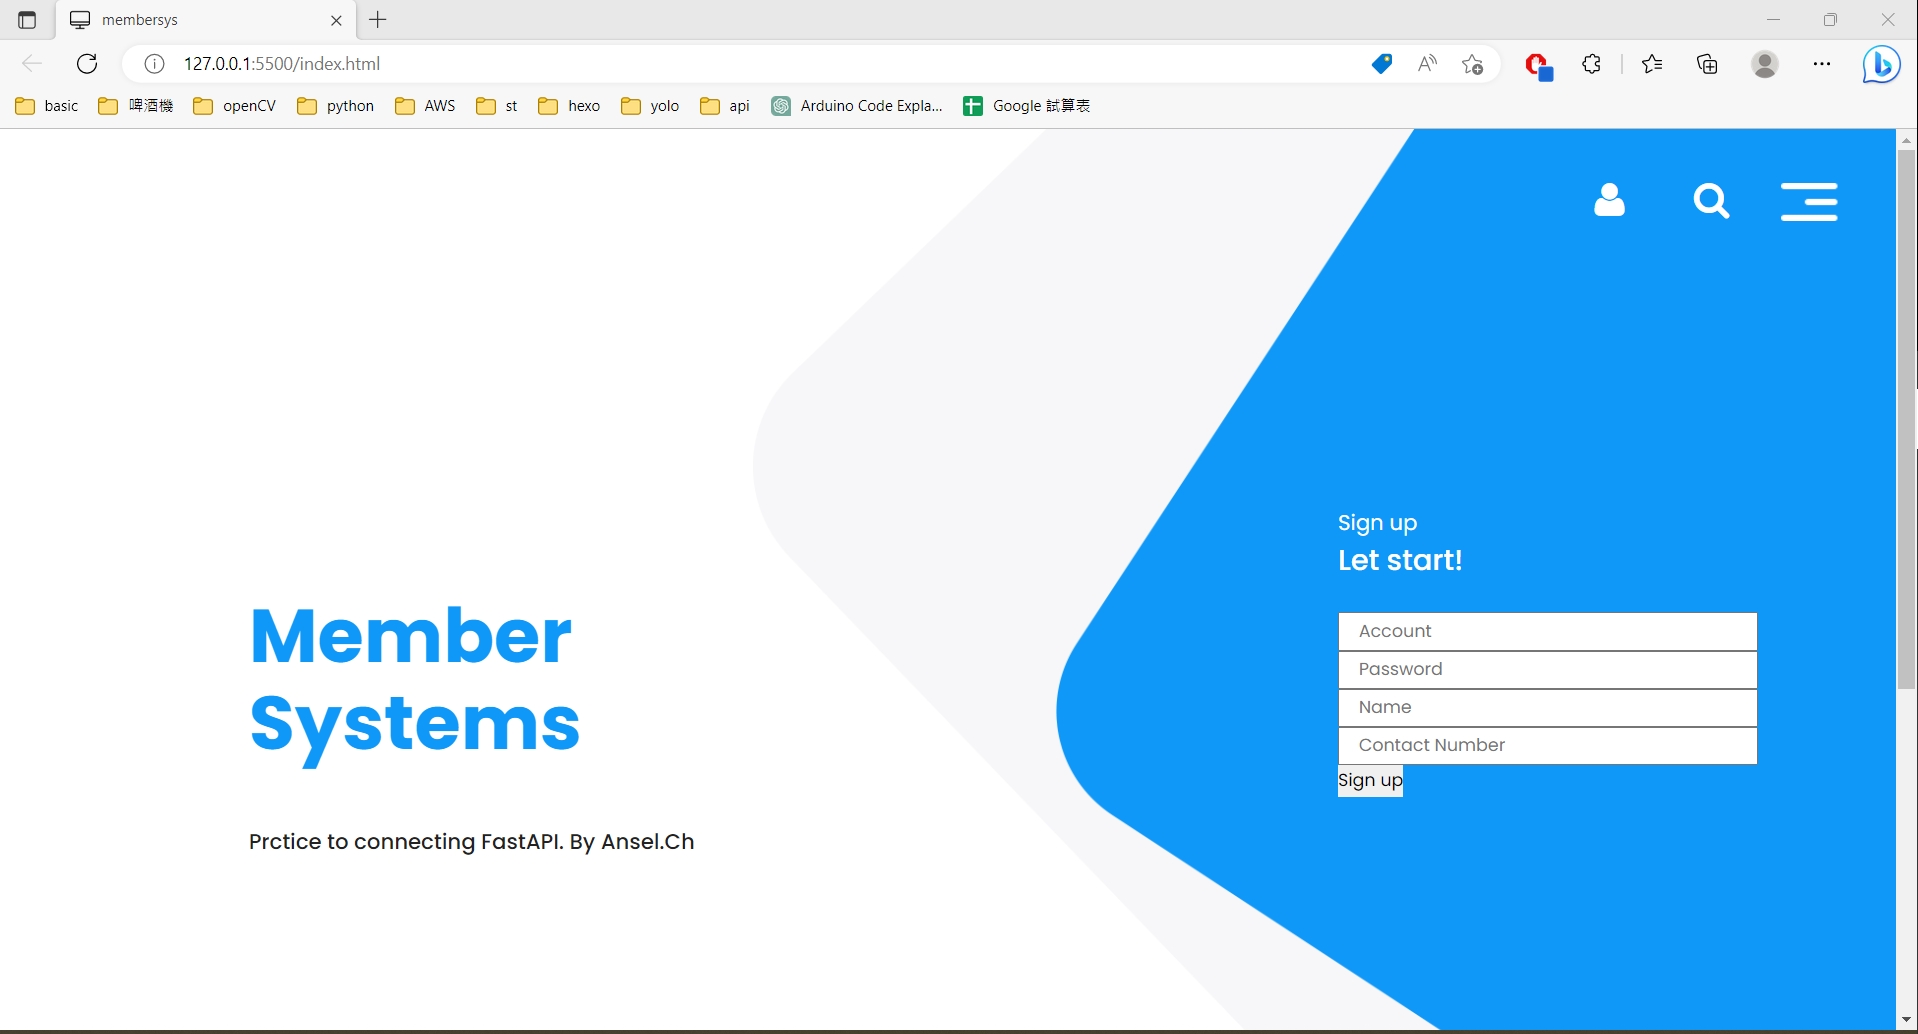 membersys
127.0.0.1:5500/index.html
basic 啤酒機 openCV python AWS st hexo yolo api Arduino Code Expla... Google 試算表
Sign up
Let start!
Account
Password
Name
Contact Number
Sign up
Member
Systems
Prctice to connecting FastAPI. By Ansel.Ch